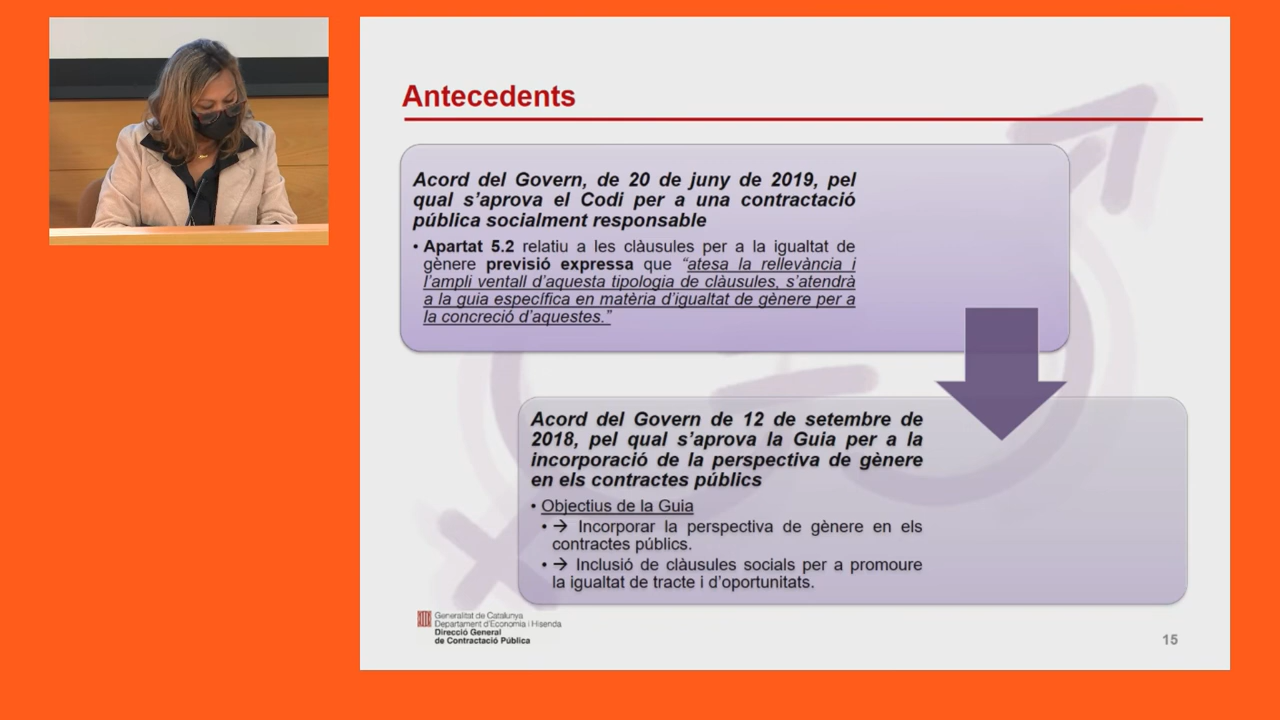 Antecedents
Acord del Govern, de 20 de juny de 2019, pel
qual s’aprova el Codi per a una contractació
pública socialment responsable
• Apartat 5.2 relatiu a les clàusules per a la igualtat de
gènere previsió expressa que “atesa la rellevància i
l’ampli ventall d’aquesta tipologia de clàusules, s’atendrà
a la guia específica en matèria d’igualtat de gènere per a
la concreció d’aquestes.”
Acord del Govern de 12 de setembre de
2018, pel qual s’aprova la Guia per a la
incorporació de la perspectiva de gènere
en els contractes públics
• Objectius de la Guia
• → Incorporar la perspectiva de gènere en els
contractes públics.
• → Inclusió de clàusules socials per a promoure
la igualtat de tracte i d’oportunitats.
Generalitat de Catalunya
Departament d’Economia i Hisenda
Direcció General
de Contractació Pública
15